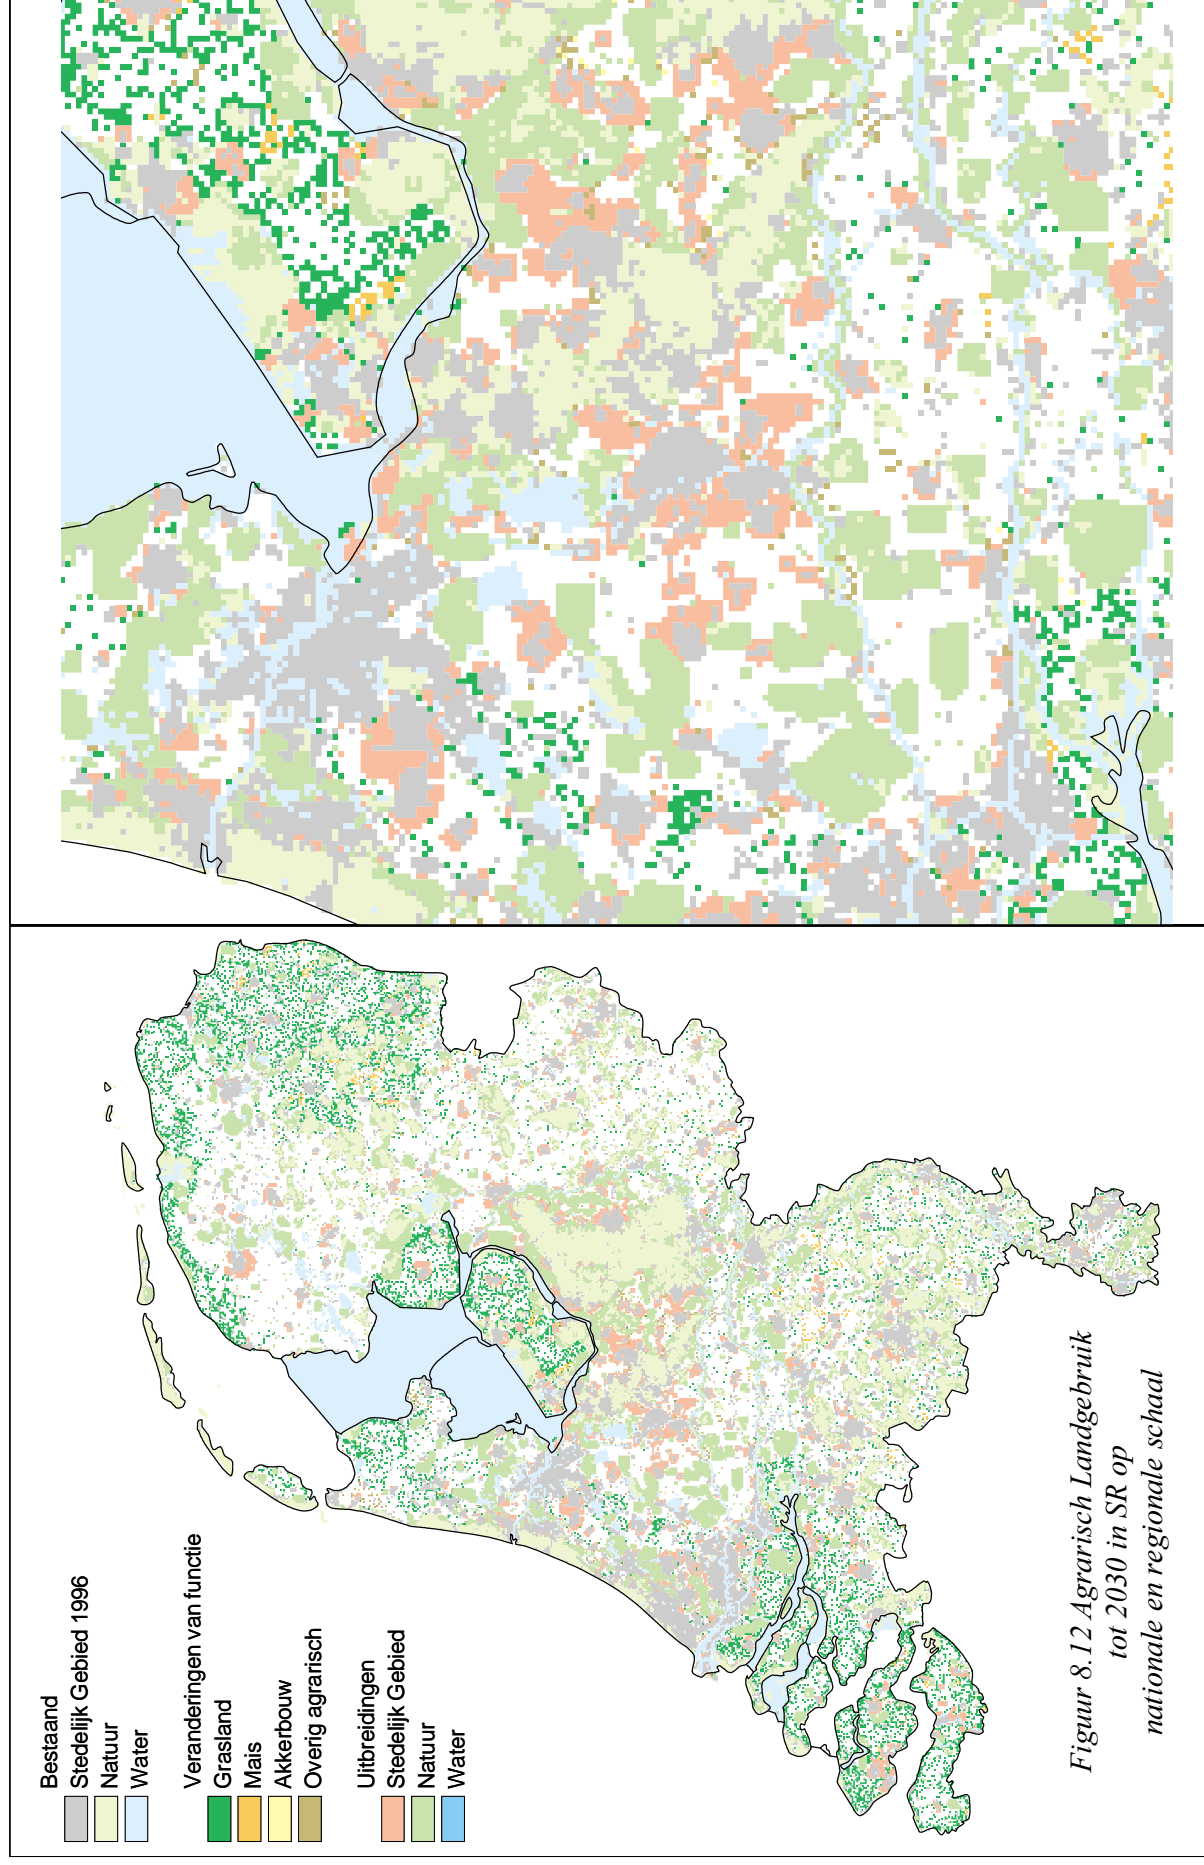 Bestaand
Stedelijk Gebied 1996
Natuur
Water
Veranderingen van functie
Grasland
Mais
Akkerbouw
Overig agrarisch
Uitbreidingen
Stedelijk Gebied
Natuur
Water
Figuur 8.12 Agrarisch Landgebruik
tot 2030 in SR op
nationale en regionale schaal